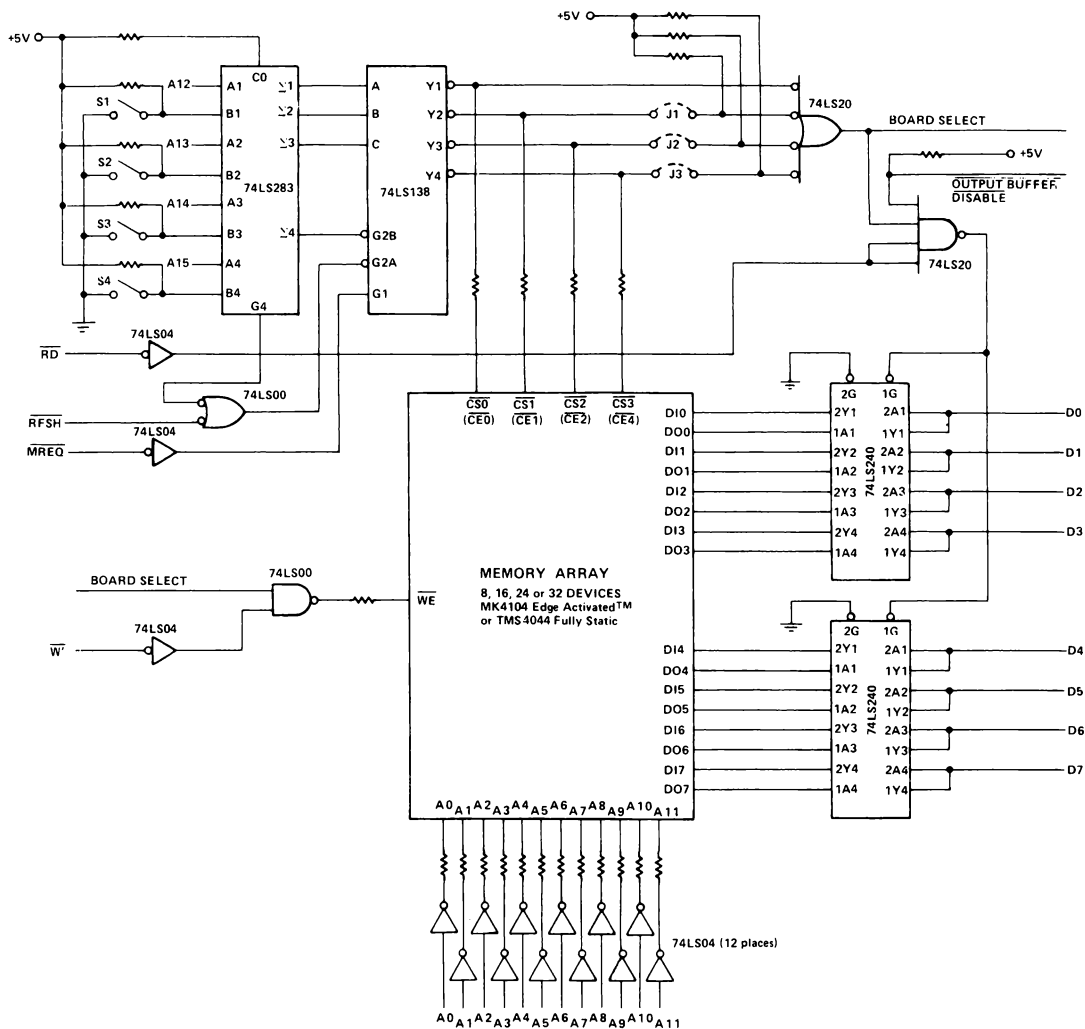 +5V
+5V
C0
A12 A1 Σ1 A Y1
S1 B1 Σ2 B Y2 J1
A13 A2 Σ3 C Y3 J2
S2 B2 Y4 J3
74LS283
74LS138
A14 A3
S3 B3 Σ4 G2B
A15 A4 G2A
S4 B4 G1
G4
74LS20
BOARD SELECT
+5V
OUTPUT BUFFER
DISABLE
74LS20
74LS04
RD
74LS00
RFSH
74LS04
MREQ
CS0 CS1 CS2 CS3
(CE0) (CE1) (CE2) (CE4)
2G 1G
DI0 2Y1 2A1 D0
DO0 1A1 1Y1
DI1 2Y2 2A2 D1
DO1 1A2 1Y2
DI2 2Y3 2A3 D2
DO2 1A3 1Y3
DI3 2Y4 2A4 D3
DO3 1A4 1Y4
74LS240
BOARD SELECT
74LS00
WE
74LS04
W'
MEMORY ARRAY
8, 16, 24 or 32 DEVICES
MK4104 Edge Activated™
or TMS4044 Fully Static
2G 1G
DI4 2Y1 2A1 D4
DO4 1A1 1Y1
DI5 2Y2 2A2 D5
DO5 1A2 1Y2
DI6 2Y3 2A3 D6
DO6 1A3 1Y3
DI7 2Y4 2A4 D7
DO7 1A4 1Y4
74LS240
A0 A1 A2 A3 A4 A5 A6 A7 A8 A9 A10 A11
74LS04 (12 places)
A0 A1 A2 A3 A4 A5 A6 A7 A8 A9 A10 A11